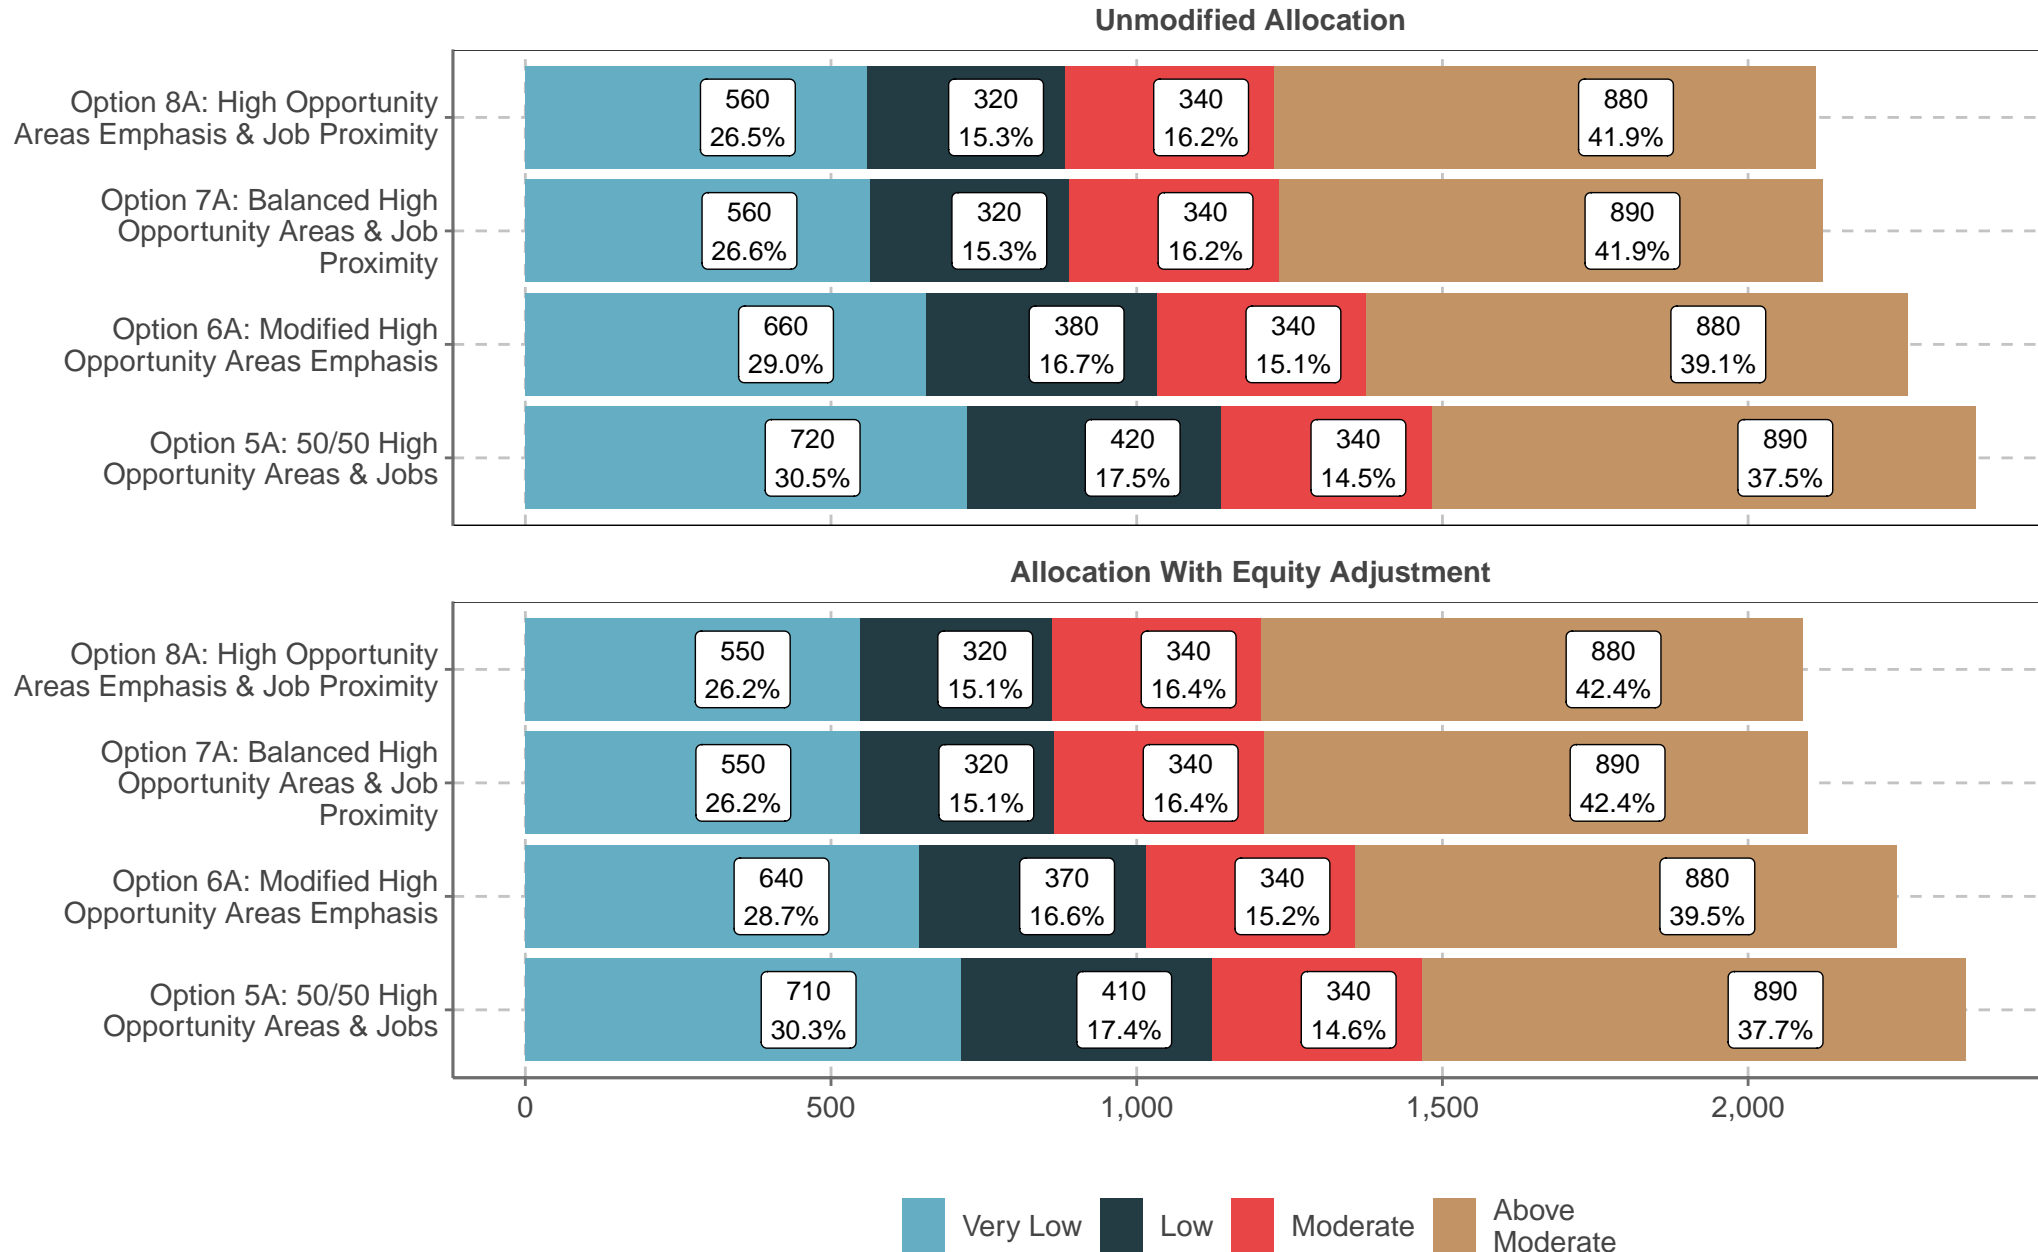 Unmodified Allocation
Option 8A: High Opportunity
Areas Emphasis & Job Proximity
560
26.5%
320
15.3%
340
16.2%
880
41.9%
Option 7A: Balanced High
Opportunity Areas & Job
Proximity
560
26.6%
320
15.3%
340
16.2%
890
41.9%
Option 6A: Modified High
Opportunity Areas Emphasis
660
29.0%
380
16.7%
340
15.1%
880
39.1%
Option 5A: 50/50 High
Opportunity Areas & Jobs
720
30.5%
420
17.5%
340
14.5%
890
37.5%
Allocation With Equity Adjustment
Option 8A: High Opportunity
Areas Emphasis & Job Proximity
550
26.2%
320
15.1%
340
16.4%
880
42.4%
Option 7A: Balanced High
Opportunity Areas & Job
Proximity
550
26.2%
320
15.1%
340
16.4%
890
42.4%
Option 6A: Modified High
Opportunity Areas Emphasis
640
28.7%
370
16.6%
340
15.2%
880
39.5%
Option 5A: 50/50 High
Opportunity Areas & Jobs
710
30.3%
410
17.4%
340
14.6%
890
37.7%
0 500 1,000 1,500 2,000
Very Low
Low
Moderate
Above
Moderate